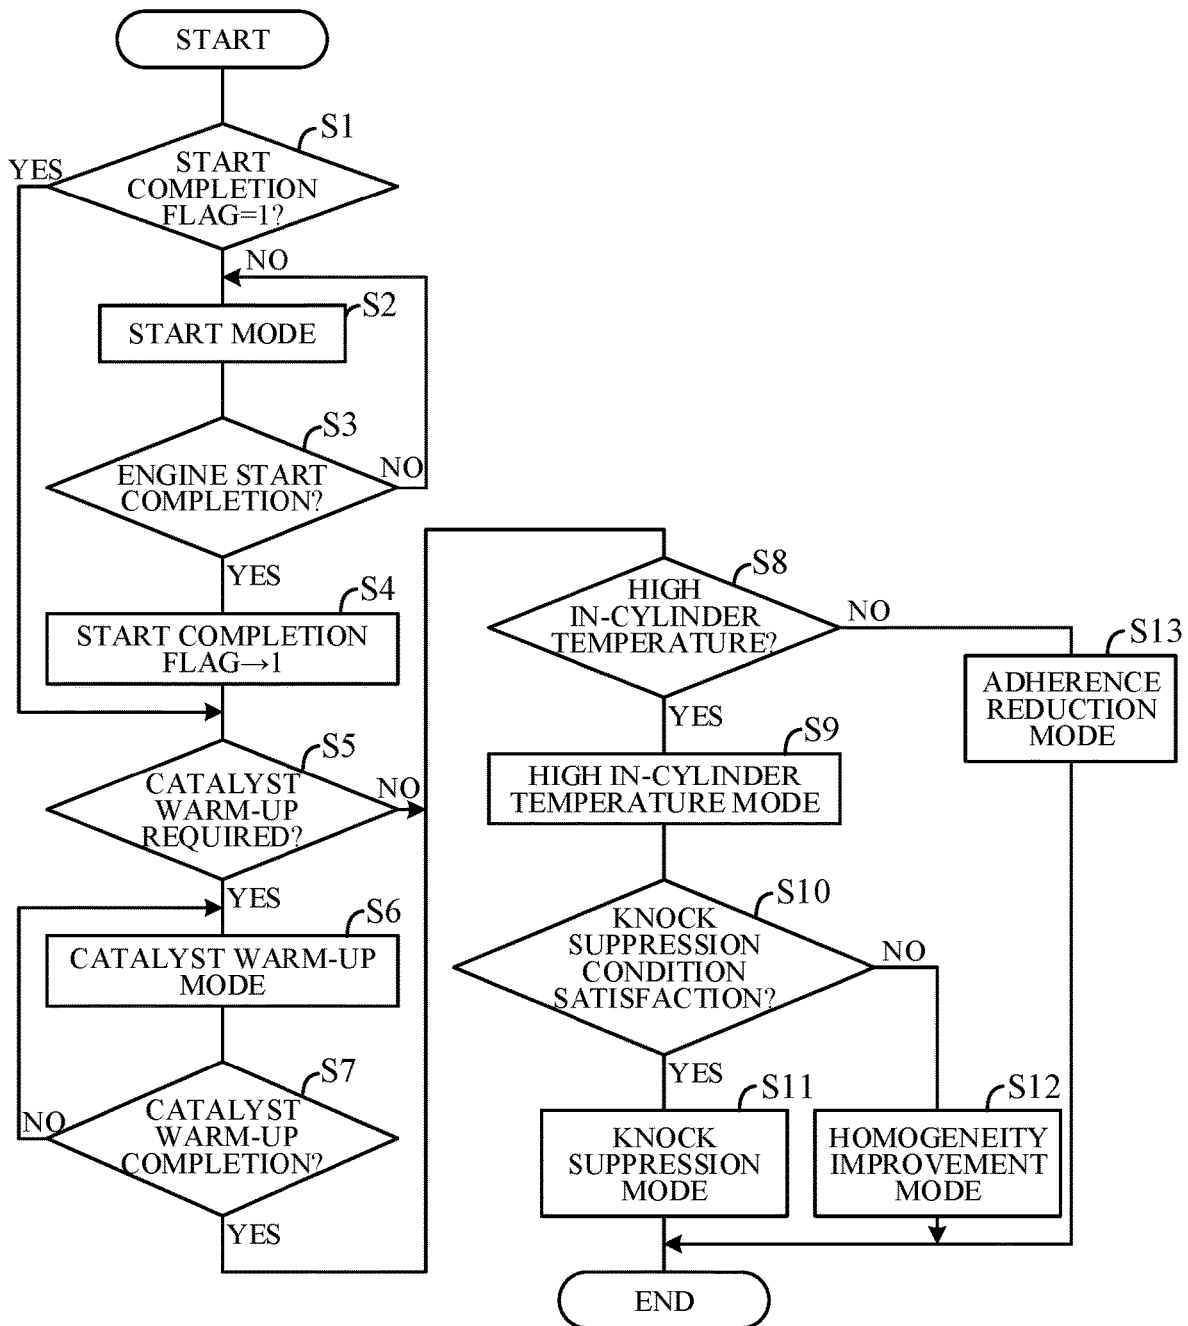 START
S1
YES
START
COMPLETION
FLAG=1?
NO
S2
START MODE
S3
ENGINE START
COMPLETION?
NO
YES
S4
START COMPLETION
FLAG→1
S5
CATALYST
WARM-UP
REQUIRED?
NO
YES
S6
CATALYST WARM-UP
MODE
S7
NO
CATALYST
WARM-UP
COMPLETION?
YES
S8
HIGH
IN-CYLINDER
TEMPERATURE?
NO
YES
S13
ADHERENCE
REDUCTION
MODE
S9
HIGH IN-CYLINDER
TEMPERATURE MODE
S10
KNOCK
SUPPRESSION
CONDITION
SATISFACTION?
NO
YES
S11
KNOCK
SUPPRESSION
MODE
S12
HOMOGENEITY
IMPROVEMENT
MODE
END